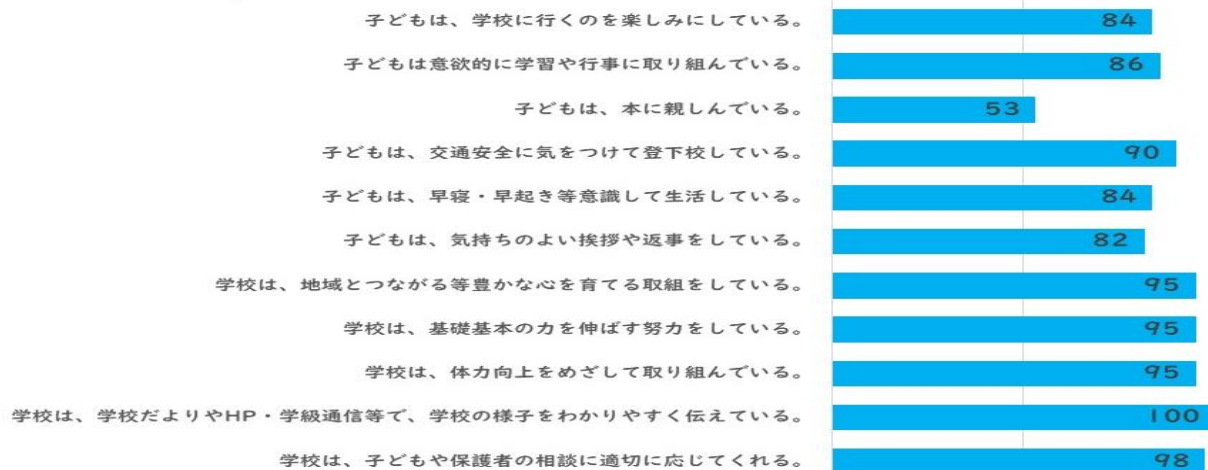 子どもは、学校に行くのを楽しみにしている。 84
子どもは意欲的に学習や行事に取り組んでいる。 86
子どもは、本に親しんでいる。 53
子どもは、交通安全に気をつけて登下校している。 90
子どもは、早寝・早起き等意識して生活している。 84
子どもは、気持ちのよい挨拶や返事をしている。 82
学校は、地域とつながる等豊かな心を育てる取組をしている。 95
学校は、基礎基本の力を伸ばす努力をしている。 95
学校は、体力向上をめざして取り組んでいる。 95
学校は、学校だよりやHP・学級通信等で、学校の様子をわかりやすく伝えている。 100
学校は、子どもや保護者の相談に適切に応じてくれる。 98